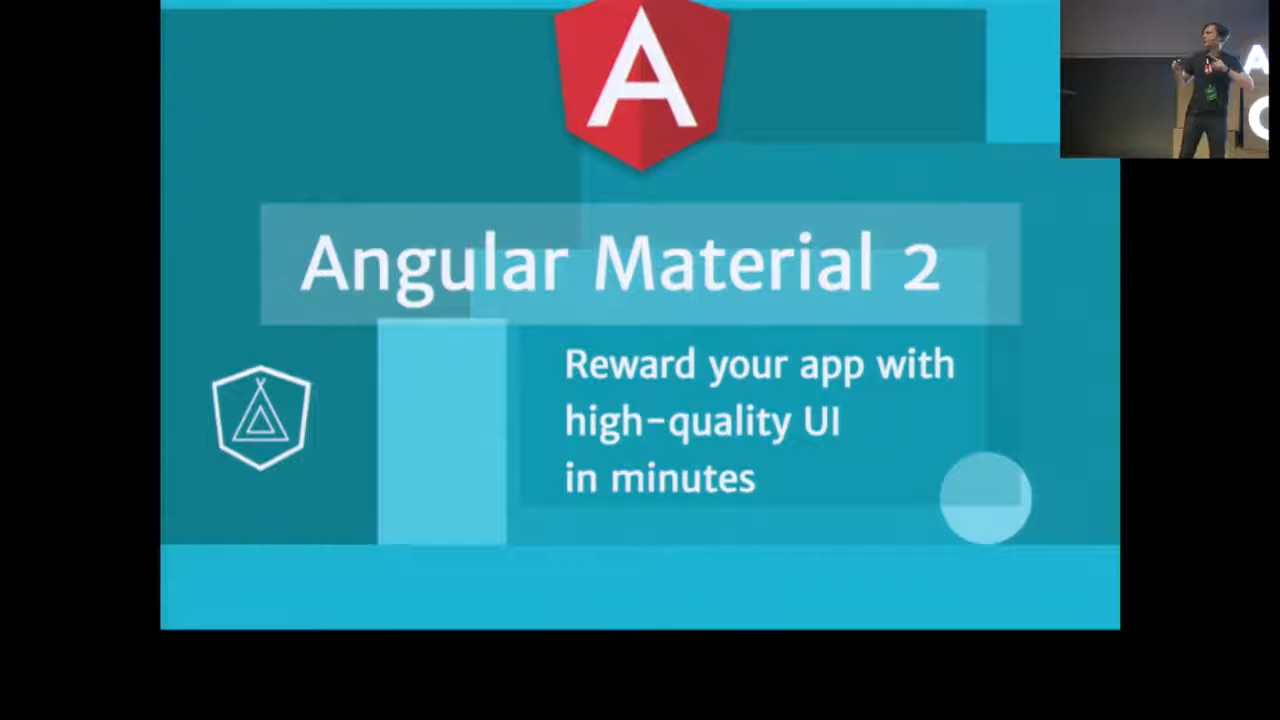 A
Angular Material 2
Reward your app with
high-quality UI
in minutes
A
C